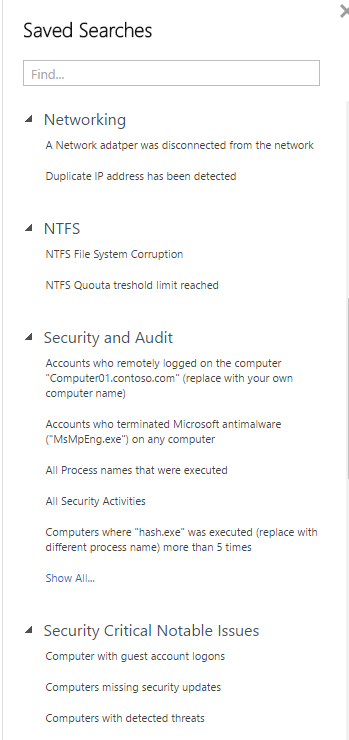 Saved Searches
Find...
Networking
A Network adatper was disconnected from the network
Duplicate IP address has been detected
NTFS
NTFS File System Corruption
NTFS Quouta treshold limit reached
Security and Audit
Accounts who remotely logged on the computer
"Computer01.contoso.com" (replace with your own
computer name)
Accounts who terminated Microsoft antimalware
("MsMpEng.exe") on any computer
All Process names that were executed
All Security Activities
Computers where "hash.exe" was executed (replace with
different process name) more than 5 times
Show All...
Security Critical Notable Issues
Computer with guest account logons
Computers missing security updates
Computers with detected threats